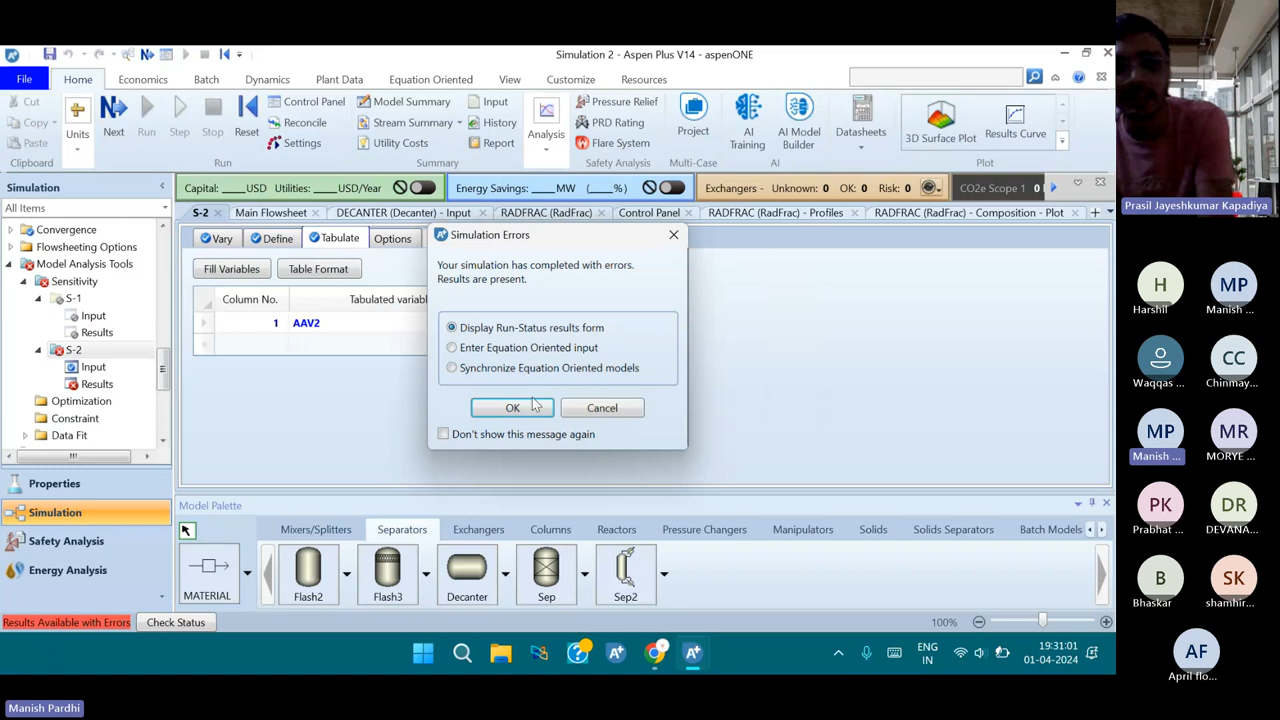 Simulation 2 - Aspen Plus V14 - aspenONE
File
Home
Economics
Batch
Dynamics
Plant Data
Equation Oriented
View
Customize
Resources
Cut
Copy
Paste
Clipboard
Units
Next
Run
Step
Stop
Reset
Control Panel
Reconcile
Settings
Run
Model Summary
Stream Summary
Utility Costs
Input
History
Report
Summary
Analysis
Pressure Relief
PRD Rating
Flare System
Safety Analysis
Project
Multi-Case
AI Training
AI Model Builder
AI
Datasheets
3D Surface Plot
Results Curve
Plot
Simulation
All Items
Convergence
Flowsheeting Options
Model Analysis Tools
Sensitivity
S-1
Input
Results
S-2
Input
Results
Optimization
Constraint
Data Fit
Properties
Simulation
Safety Analysis
Energy Analysis
Results Available with Errors
Check Status
Capital: ____USD Utilities: ____USD/Year
Energy Savings: ____MW (____%)
Exchangers - Unknown: 0 OK: 0 Risk: 0
CO2e Scope 1 0
S-2
Main Flowsheet
DECANTER (Decanter) - Input
RADFRAC (RadFrac)
Control Panel
RADFRAC (RadFrac) - Profiles
RADFRAC (RadFrac) - Composition - Plot
Vary
Define
Tabulate
Options
Fill Variables
Table Format
Column No.
Tabulated variabl
1 AAV2
Simulation Errors
Your simulation has completed with errors.
Results are present.
Display Run-Status results form
Enter Equation Oriented input
Synchronize Equation Oriented models
OK
Cancel
Don't show this message again
Model Palette
Mixers/Splitters
Separators
Exchangers
Columns
Reactors
Pressure Changers
Manipulators
Solids
Solids Separators
Batch Models
MATERIAL
Flash2
Flash3
Decanter
Sep
Sep2
100%
ENG
IN
19:31:01
01-04-2024
Manish Pardhi
Prasil Jayeshkumar Kapadiya
H
Harshil
MP
Manish ...
Waqqas ...
CC
Chinmay...
MP
Manish ...
MR
MORYE ...
PK
Prabhat ...
DR
DEVANA...
B
Bhaskar
SK
shamhir...
AF
April flo...